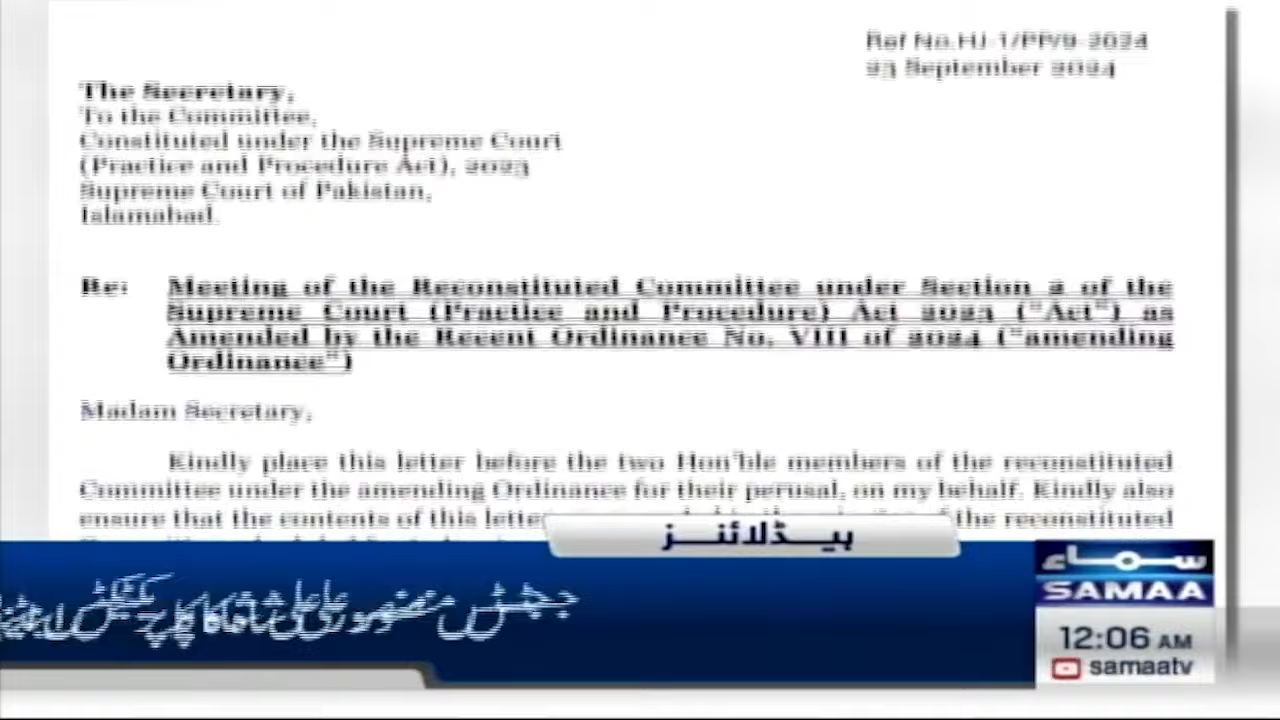 Ref No.HJ-1/PP/9-2024
23 September 2024
The Secretary,
To the Committee,
Constituted under the Supreme Court
(Practice and Procedure Act), 2023
Supreme Court of Pakistan,
Islamabad.
Re: Meeting of the Reconstituted Committee under Section 2 of the
Supreme Court (Practice and Procedure) Act 2023 ("Act") as
Amended by the Recent Ordinance No. VIII of 2024 ("amending
Ordinance")
Madam Secretary,
Kindly place this letter before the two Hon'ble members of the reconstituted
Committee under the amending Ordinance for their perusal, on my behalf. Kindly also
ensure that the contents of this letter
of the reconstituted
ہیڈلائنز
جسٹس منصور علی شاہ کا پریکٹس اینڈ
سماء
SAMAA
12:06 AM
samaatv